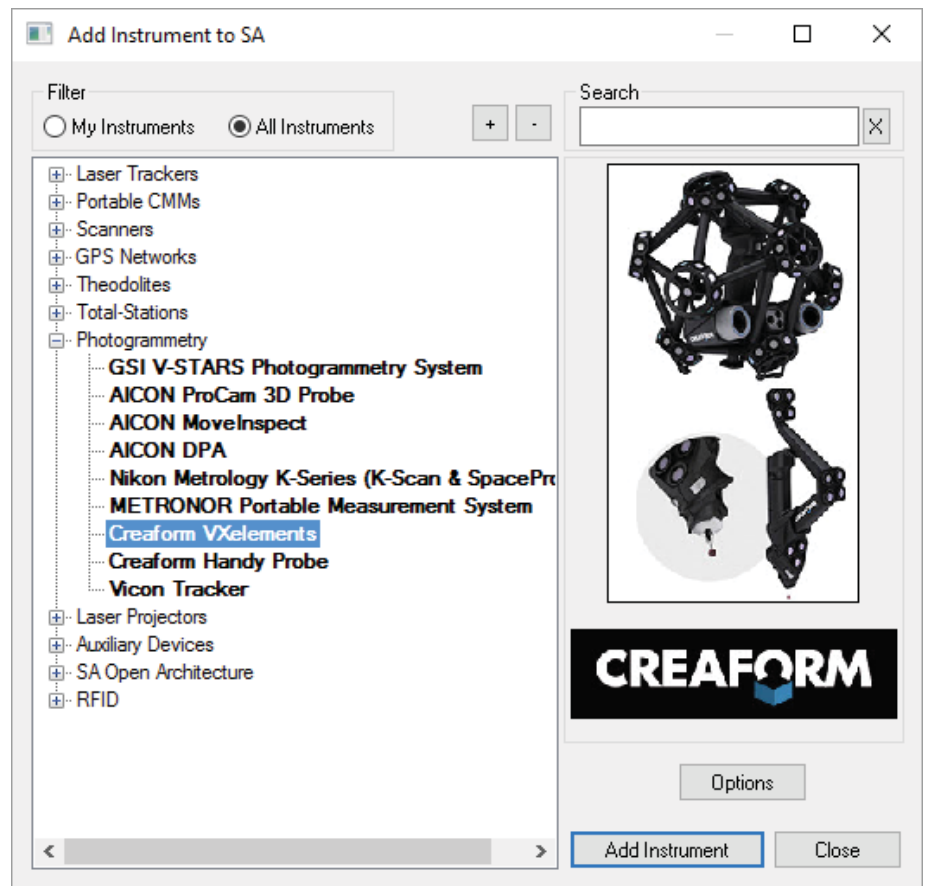 Add Instrument to SA
Filter
My Instruments
All Instruments
+
-
Search
X
Laser Trackers
Portable CMMs
Scanners
GPS Networks
Theodolites
Total-Stations
Photogrammetry
GSI V-STARS Photogrammetry System
AICON ProCam 3D Probe
AICON MoveInspect
AICON DPA
Nikon Metrology K-Series (K-Scan & SpacePro
METRONOR Portable Measurement System
Creaform VXelements
Creaform Handy Probe
Vicon Tracker
Laser Projectors
Auxiliary Devices
SA Open Architecture
RFID
CREAFORM
CREAFORM
Options
Add Instrument
Close